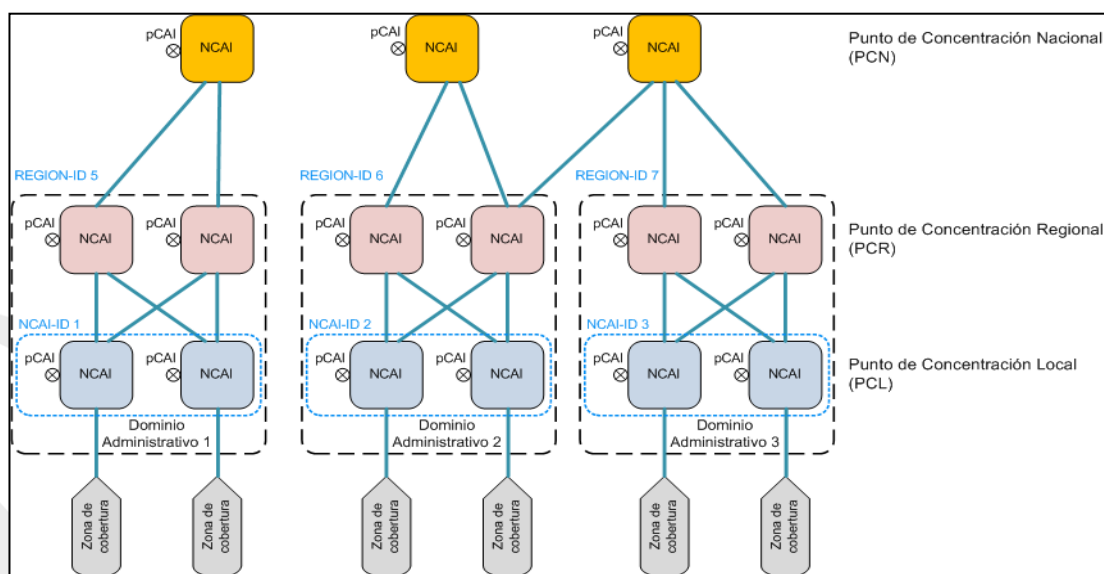 pCAI
NCAI
pCAI
NCAI
pCAI
NCAI
Punto de Concentración Nacional
(PCN)
REGION-ID 5
REGION-ID 6
REGION-ID 7
pCAI
NCAI
pCAI
NCAI
pCAI
NCAI
pCAI
NCAI
pCAI
NCAI
pCAI
NCAI
Punto de Concentración Regional
(PCR)
NCAI-ID 1
NCAI-ID 2
NCAI-ID 3
pCAI
NCAI
pCAI
NCAI
pCAI
NCAI
pCAI
NCAI
pCAI
NCAI
pCAI
NCAI
Punto de Concentración Local
(PCL)
Dominio
Administrativo 1
Dominio
Administrativo 2
Dominio
Administrativo 3
Zona de
cobertura
Zona de
cobertura
Zona de
cobertura
Zona de
cobertura
Zona de
cobertura
Zona de
cobertura